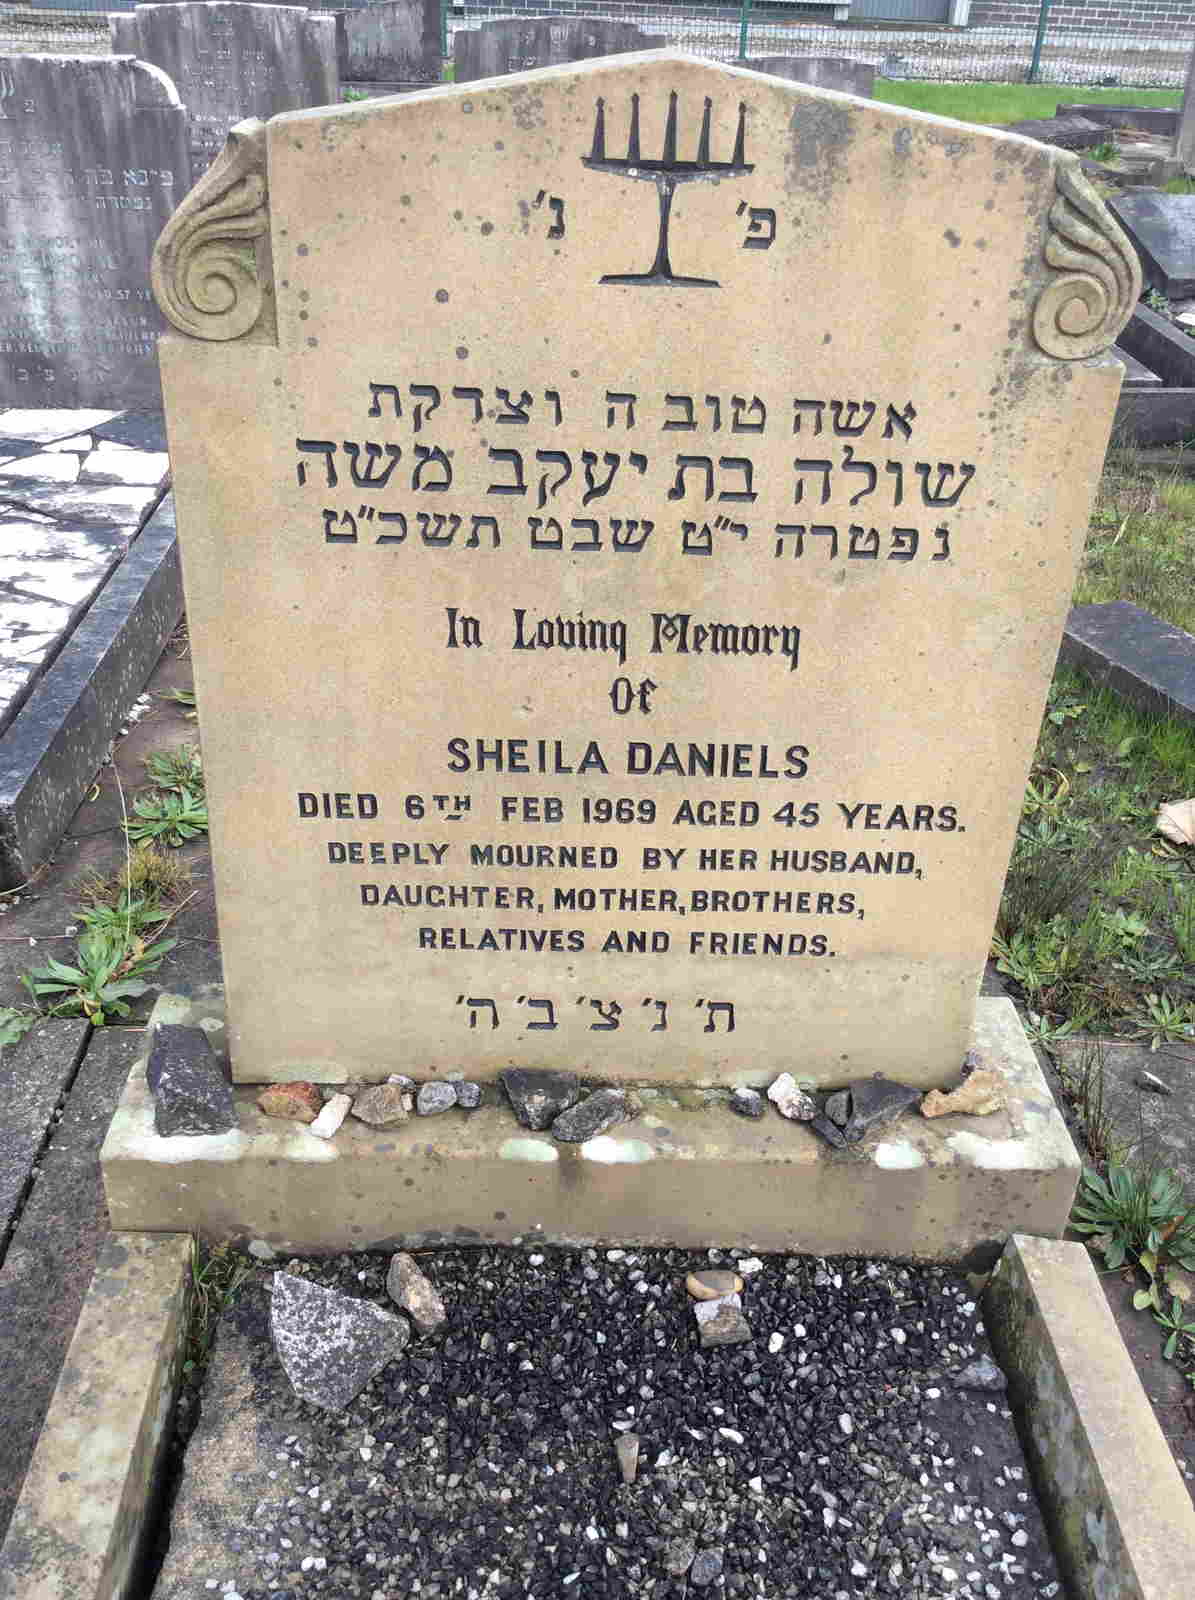 פ׳ נ׳
אשה טוב ה וצדקת
שולה בת יעקב משה
נפטרה י״ט שבט תשכ״ט
In Loving Memory
Of
SHEILA DANIELS
DIED 6TH FEB 1969 AGED 45 YEARS.
DEEPLY MOURNED BY HER HUSBAND,
DAUGHTER, MOTHER, BROTHERS,
RELATIVES AND FRIENDS.
ת׳ נ׳ צ׳ ב׳ ה׳